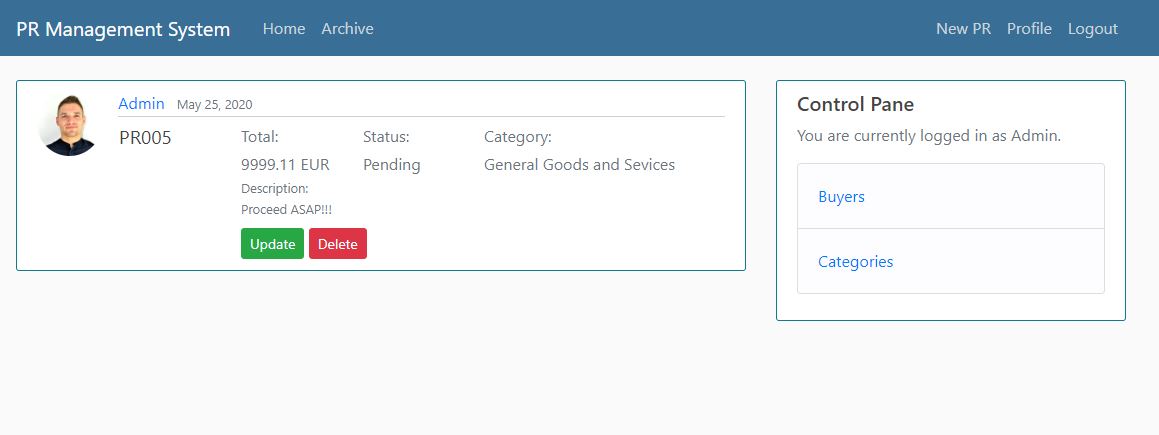 PR Management System Home Archive New PR Profile Logout
Admin May 25, 2020
PR005 Total: Status: Category:
9999.11 EUR Pending General Goods and Sevices
Description:
Proceed ASAP!!!
Update Delete
Control Pane
You are currently logged in as Admin.
Buyers
Categories